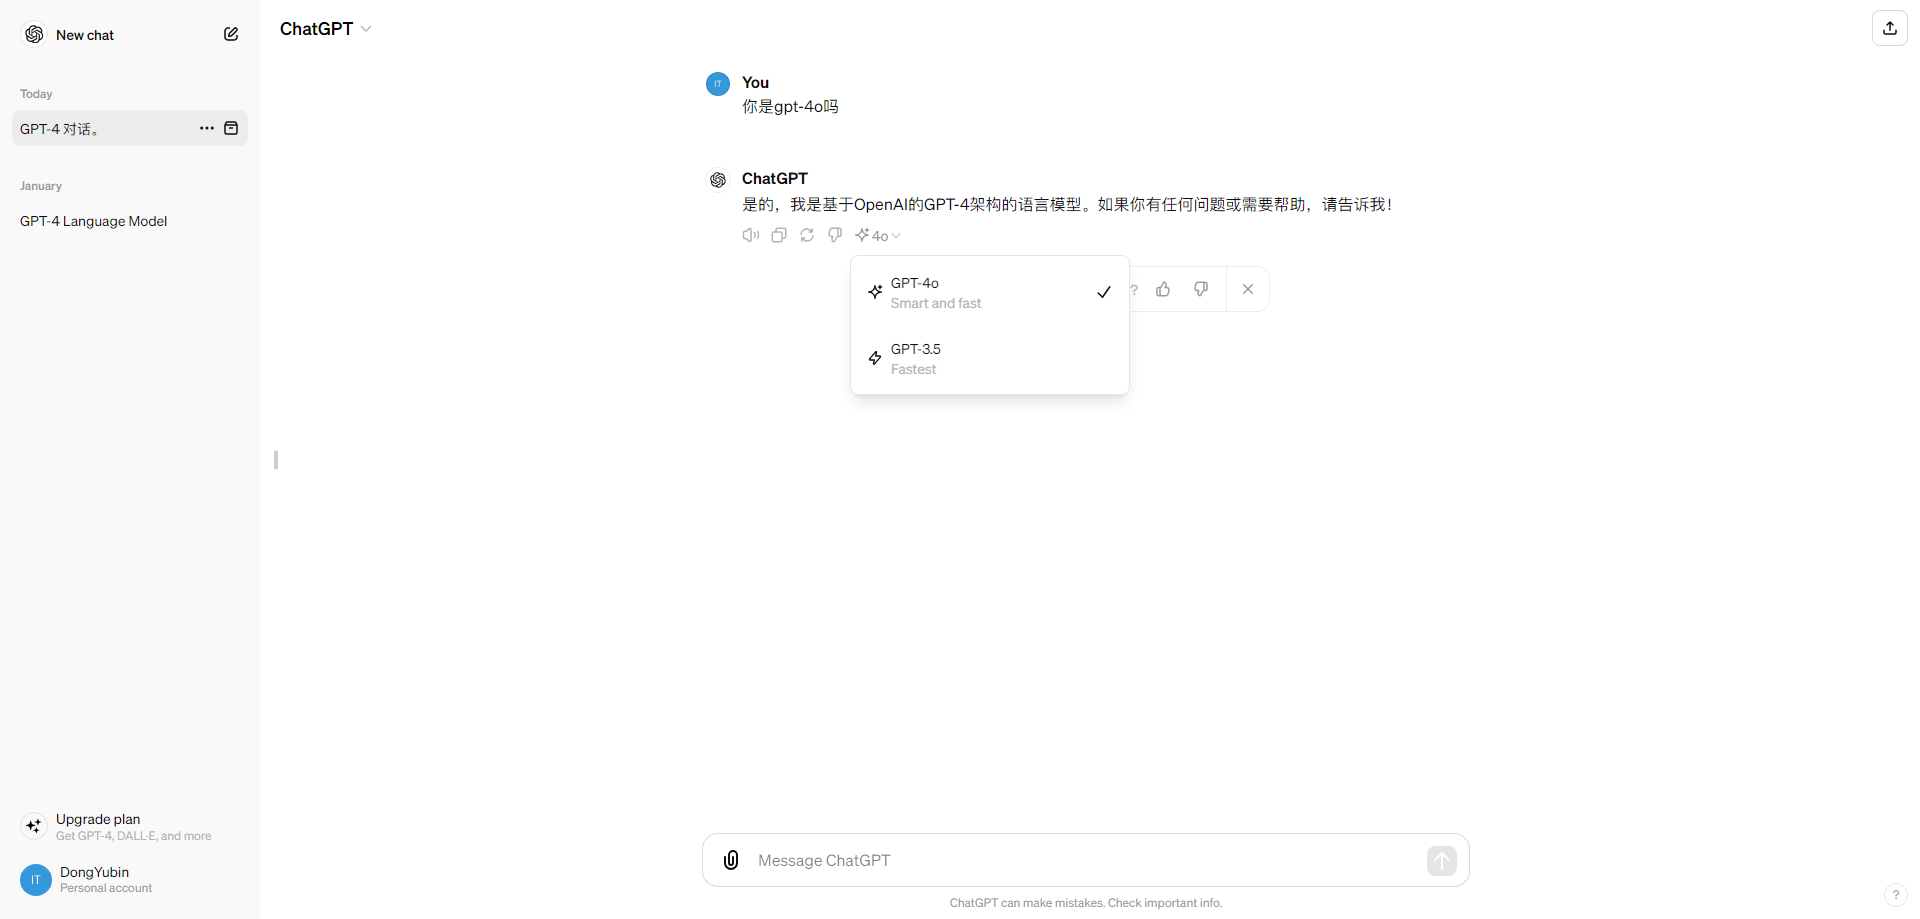 New chat
Today
GPT-4 对话。
January
GPT-4 Language Model
Upgrade plan
Get GPT-4, DALL·E, and more
IT
DongYubin
Personal account
ChatGPT
IT
You
你是gpt-4o吗
ChatGPT
是的，我是基于OpenAI的GPT-4架构的语言模型。如果你有任何问题或需要帮助，请告诉我！
4o
GPT-4o
Smart and fast
?
GPT-3.5
Fastest
Message ChatGPT
ChatGPT can make mistakes. Check important info.
?